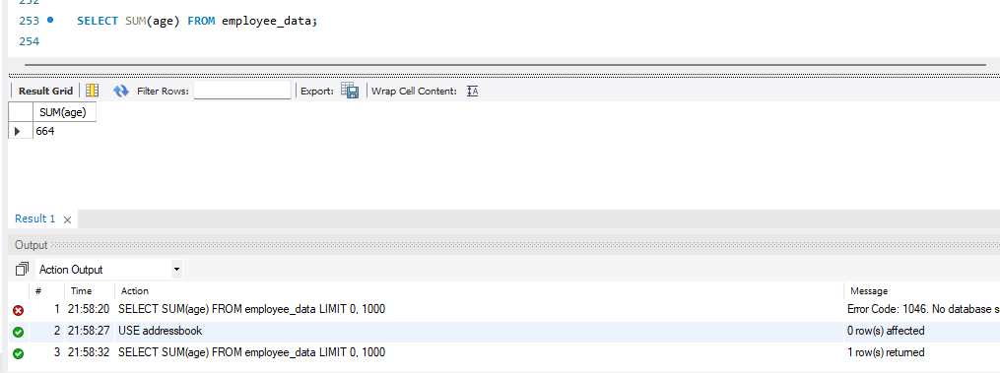 252
253 SELECT SUM(age) FROM employee_data;
254
Result Grid Filter Rows: Export: Wrap Cell Content:
SUM(age)
664
Result 1
Output
Action Output
# Time Action Message
1 21:58:20 SELECT SUM(age) FROM employee_data LIMIT 0, 1000 Error Code: 1046. No database s
2 21:58:27 USE addressbook 0 row(s) affected
3 21:58:32 SELECT SUM(age) FROM employee_data LIMIT 0, 1000 1 row(s) returned